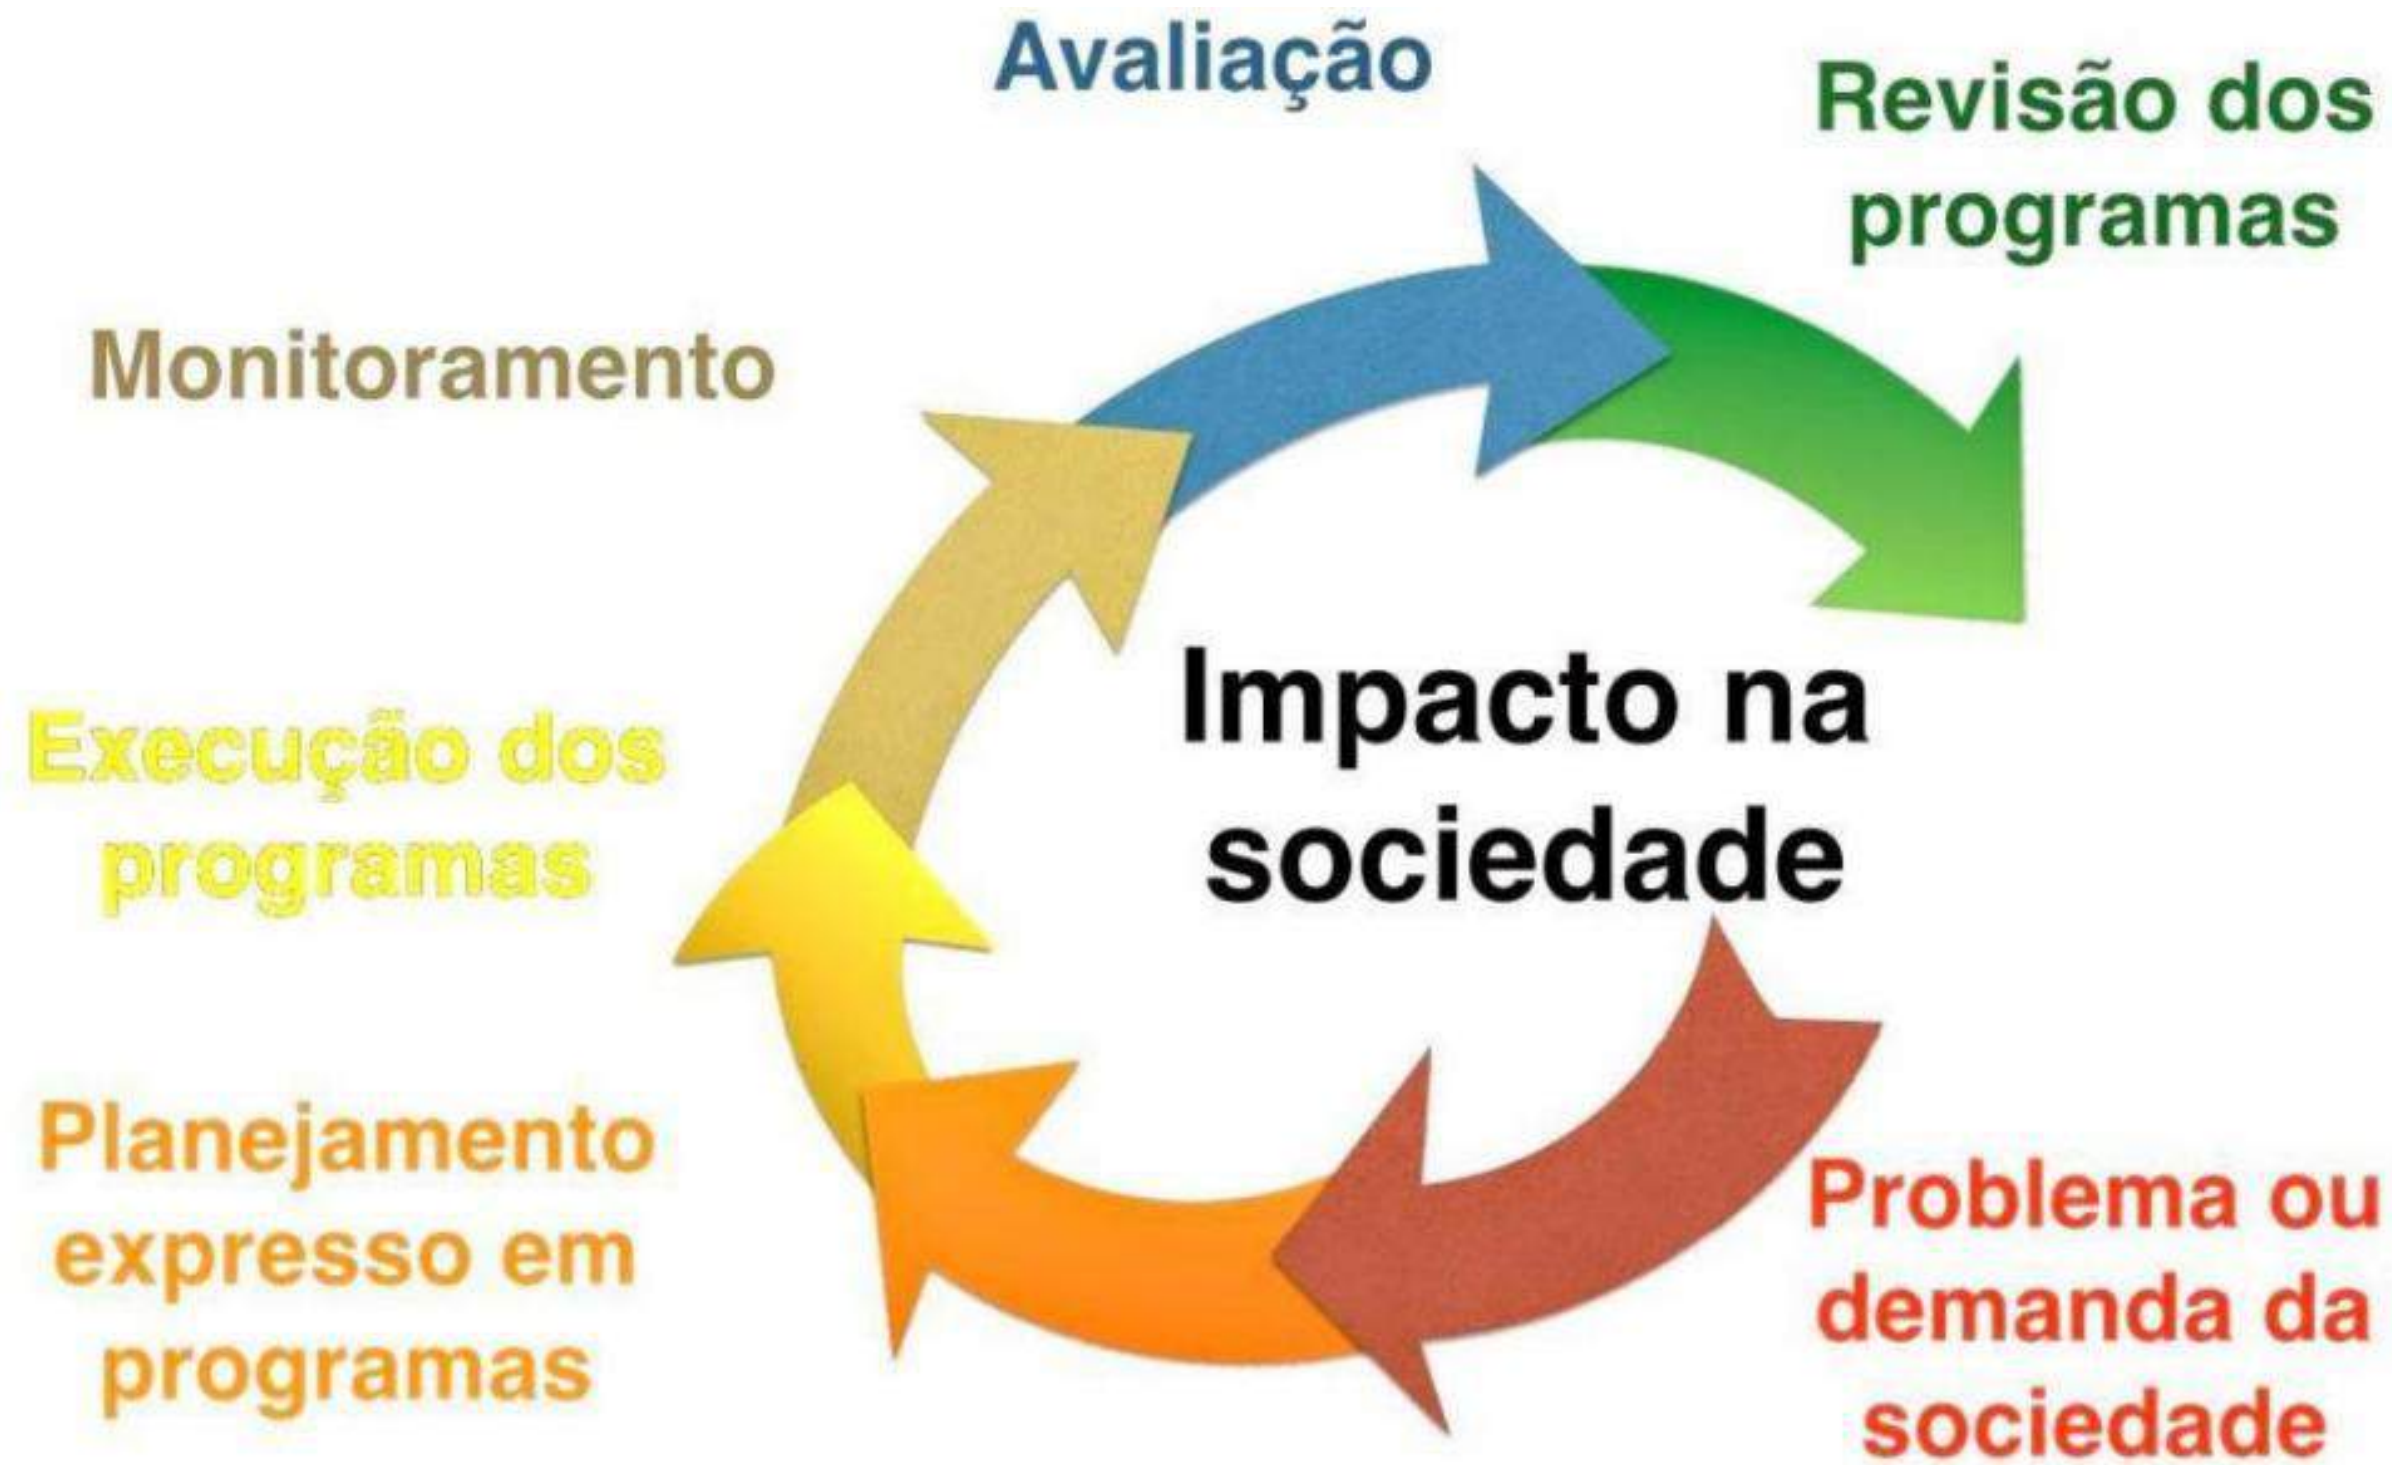 Avaliação
Revisão dos
programas
Monitoramento
Impacto na
sociedade
Execução dos
programas
Planejamento
expresso em
programas
Problema ou
demanda da
sociedade